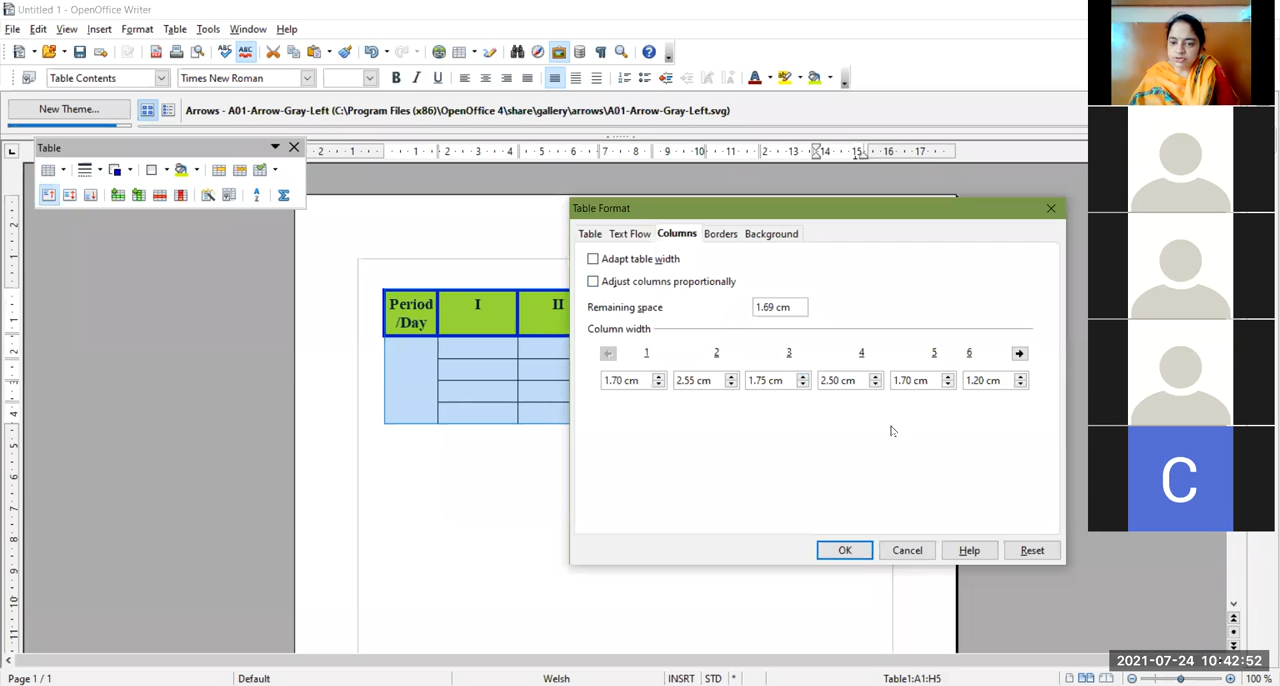 Untitled 1 - OpenOffice Writer
File Edit View Insert Format Table Tools Window Help
Table Contents Times New Roman B I U
New Theme... Arrows - A01-Arrow-Gray-Left (C:\Program Files (x86)\OpenOffice 4\share\gallery\arrows\A01-Arrow-Gray-Left.svg)
Table
Table Format
Table Text Flow Columns Borders Background
Adapt table width
Adjust columns proportionally
Remaining space 1.69 cm
Column width
1 2 3 4 5 6
1.70 cm 2.55 cm 1.75 cm 2.50 cm 1.70 cm 1.20 cm
OK Cancel Help Reset
Period
/Day I II
C
2021-07-24 10:42:52
Page 1 / 1 Default Welsh INSRT STD * Table1:A1:H5 100 %